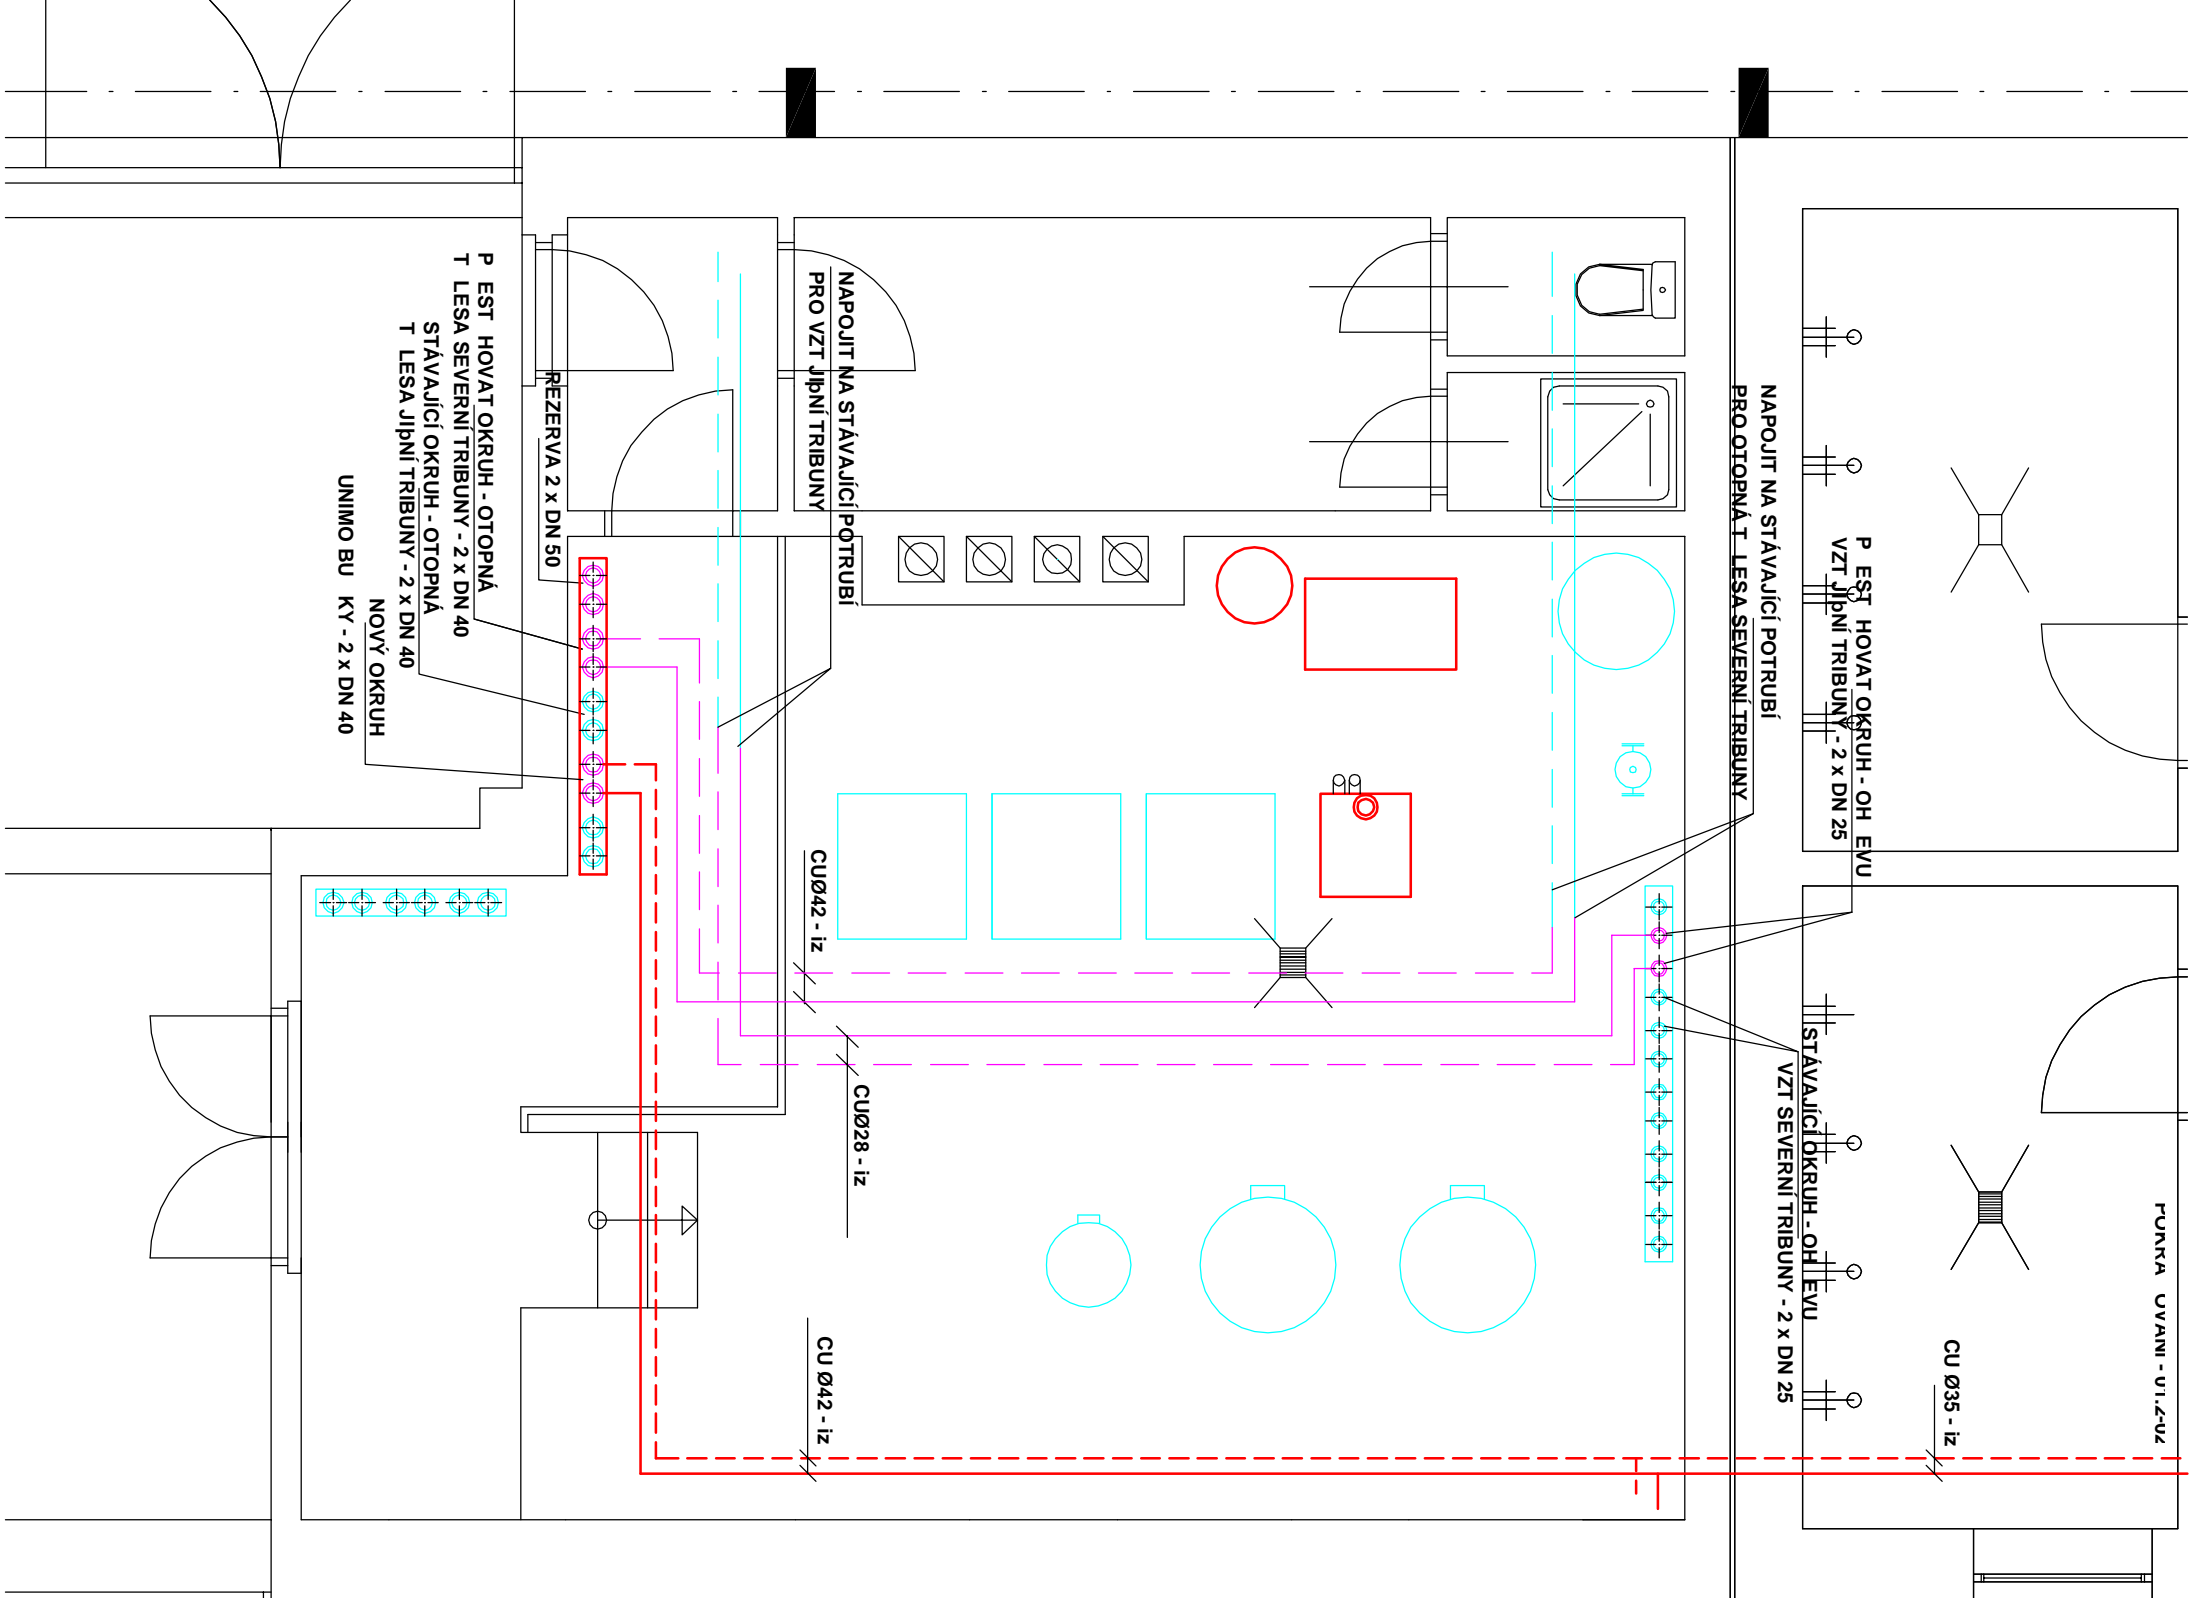 P EST HOVAT OKRUH - OTOPNÁ
T LESA SEVERNÍ TRIBUNY - 2 x DN 40
STÁVAJÍCÍ OKRUH - OTOPNÁ
T LESA JIþNÍ TRIBUNY - 2 x DN 40
NOVÝ OKRUH
UNIMO BU KY - 2 x DN 40
REZERVA 2 x DN 50
NAPOJIT NA STÁVAJÍCÍ POTRUBÍ
PRO VZT JIþNÍ TRIBUNY
NAPOJIT NA STÁVAJÍCÍ POTRUBÍ
PRO OTOPNÁ T LESA SEVERNÍ TRIBUNY
P EST HOVAT OKRUH - OH EVU
VZT JIþNÍ TRIBUNY - 2 x DN 25
STÁVAJÍCÍ OKRUH - OH EVU
VZT SEVERNÍ TRIBUNY - 2 x DN 25
CUØ42 - iz
CUØ28 - iz
CU Ø42 - iz
CU Ø35 - iz